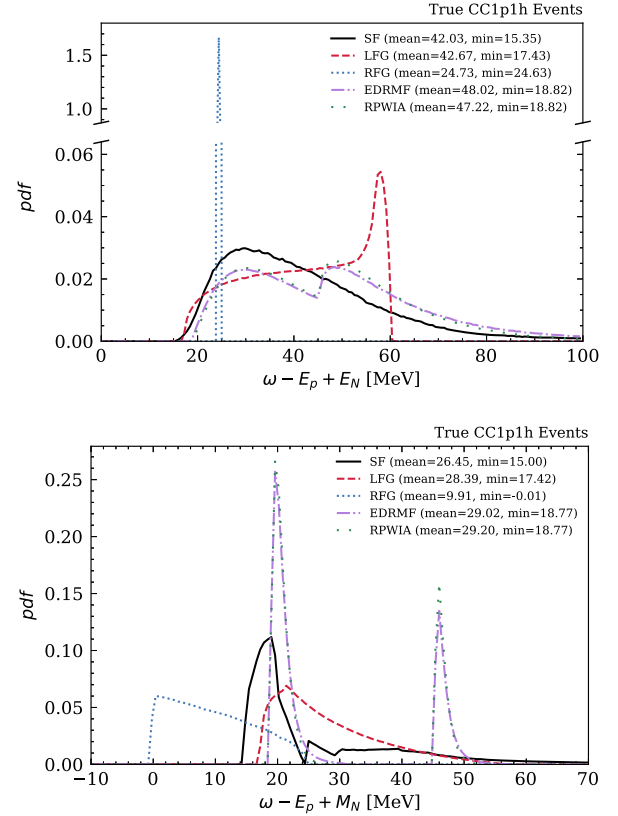 True CC1p1h Events
SF (mean=42.03, min=15.35)
LFG (mean=42.67, min=17.43)
RFG (mean=24.73, min=24.63)
EDRMF (mean=48.02, min=18.82)
RPWIA (mean=47.22, min=18.82)
1.5
1.0
0.06
0.04
0.02
0.00
pdf
0 20 40 60 80 100
ω − E_p + E_N [MeV]
True CC1p1h Events
SF (mean=26.45, min=15.00)
LFG (mean=28.39, min=17.42)
RFG (mean=9.91, min=-0.01)
EDRMF (mean=29.02, min=18.77)
RPWIA (mean=29.20, min=18.77)
0.25
0.20
0.15
0.10
0.05
0.00
pdf
−10 0 10 20 30 40 50 60 70
ω − E_p + M_N [MeV]